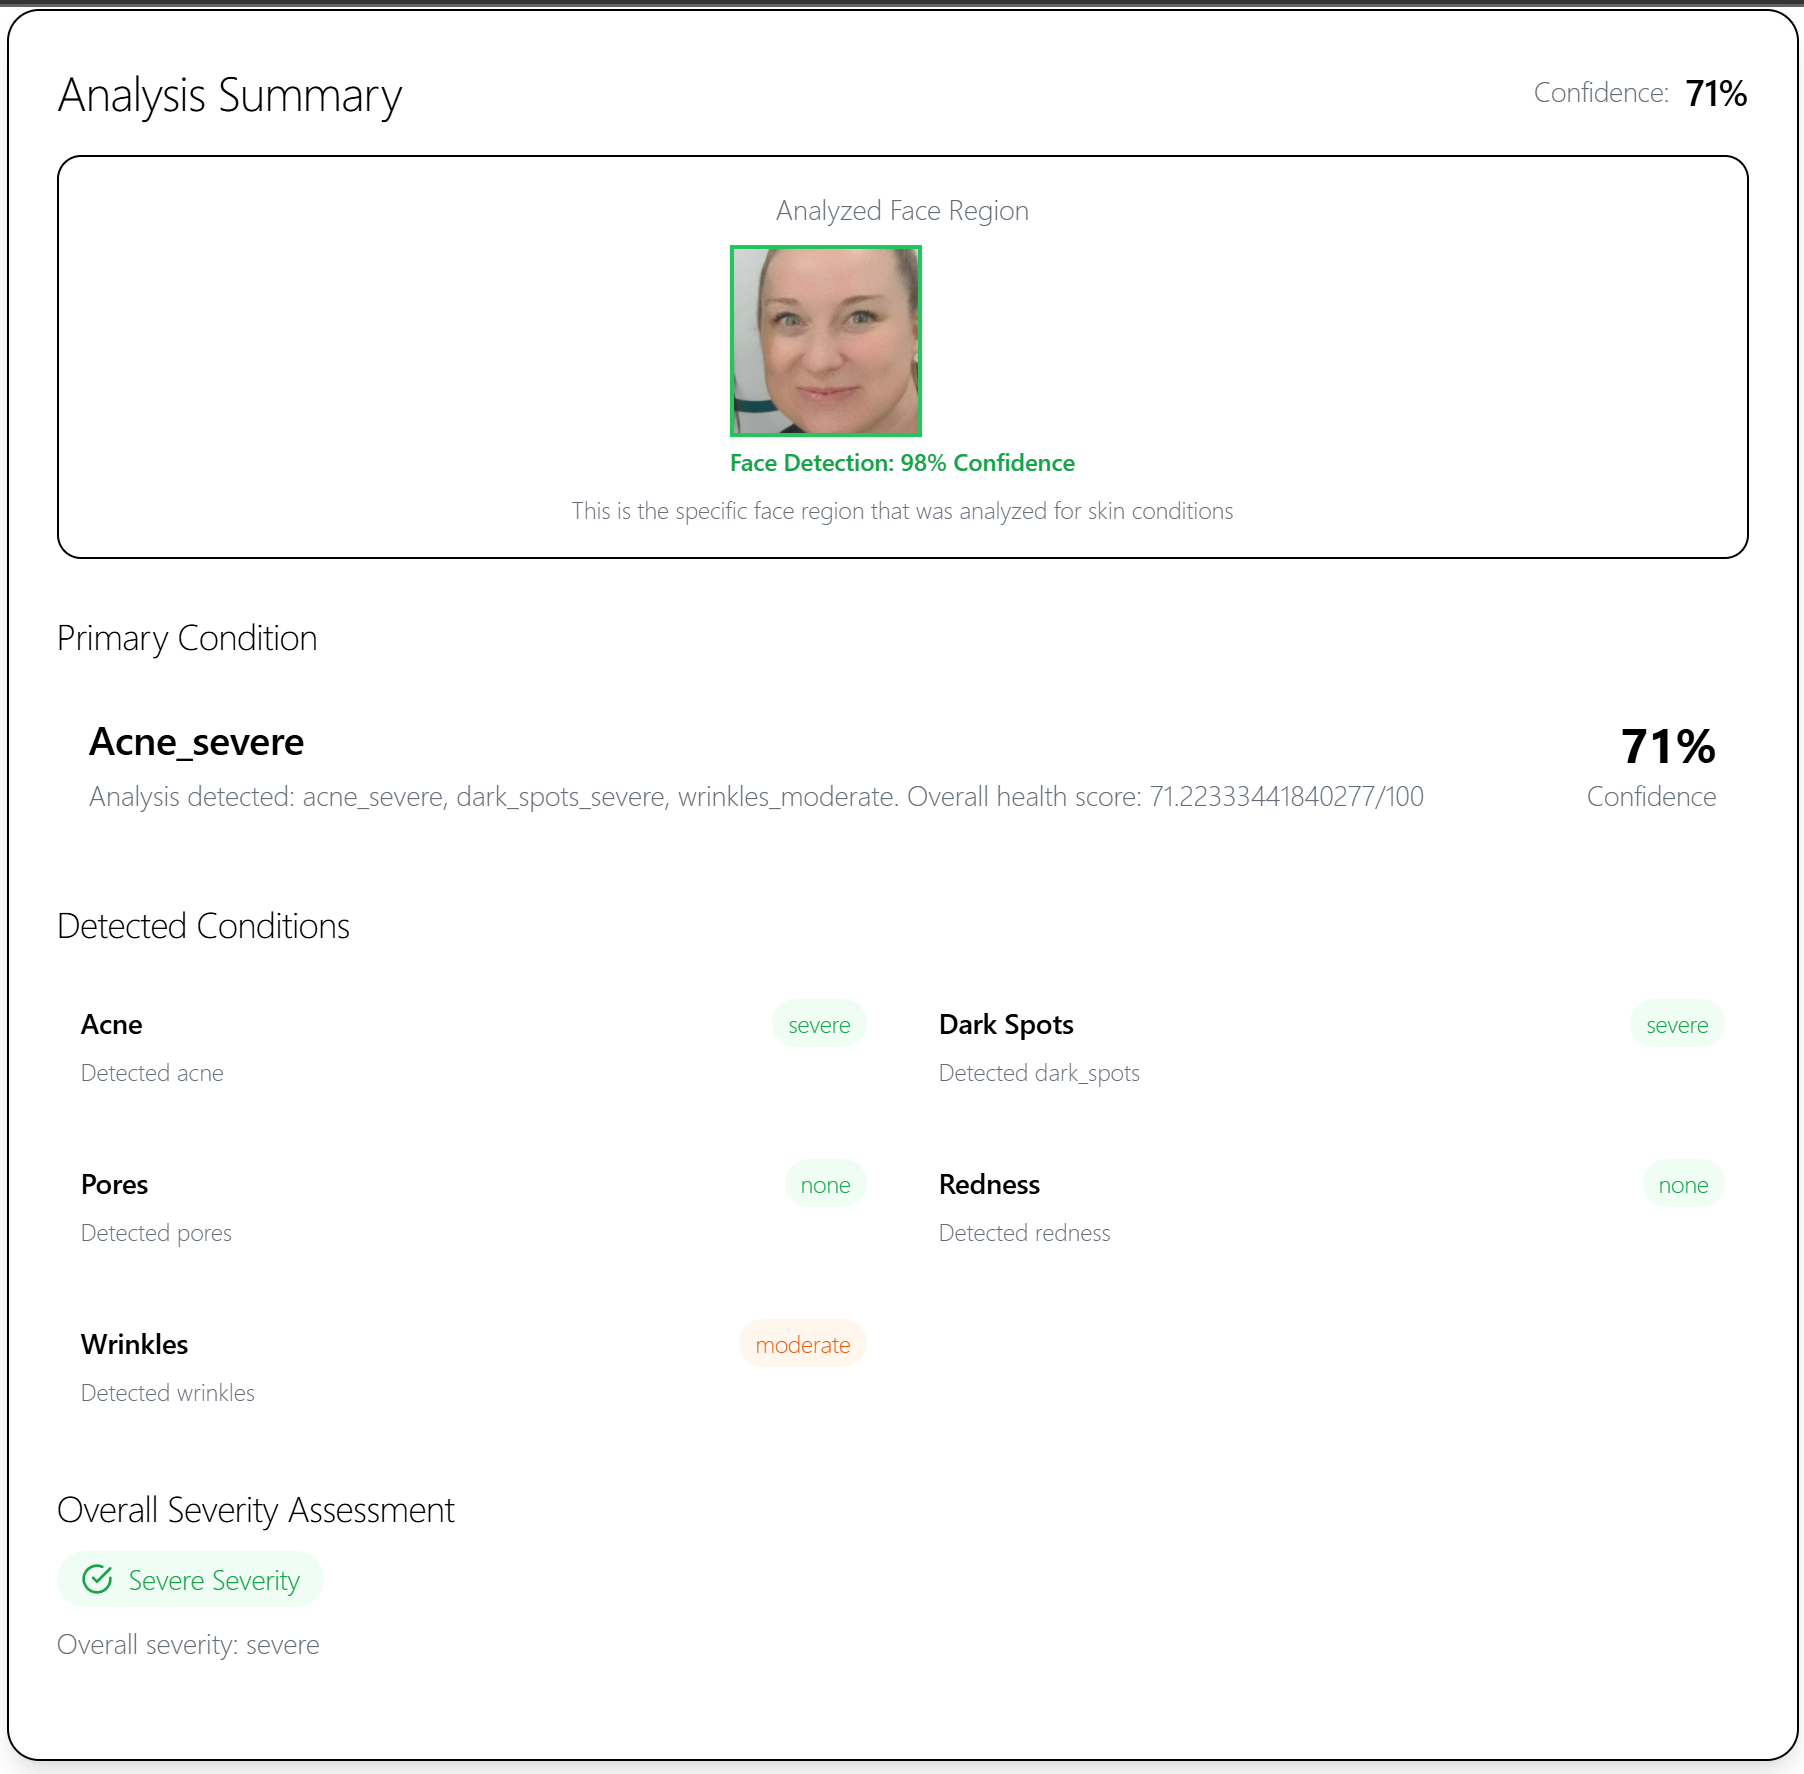 Analysis Summary
Confidence: 71%
Analyzed Face Region
Face Detection: 98% Confidence
This is the specific face region that was analyzed for skin conditions
Primary Condition
Acne_severe
71%
Analysis detected: acne_severe, dark_spots_severe, wrinkles_moderate. Overall health score: 71.22333441840277/100
Confidence
Detected Conditions
Acne
severe
Detected acne
Dark Spots
severe
Detected dark_spots
Pores
none
Detected pores
Redness
none
Detected redness
Wrinkles
moderate
Detected wrinkles
Overall Severity Assessment
Severe Severity
Overall severity: severe